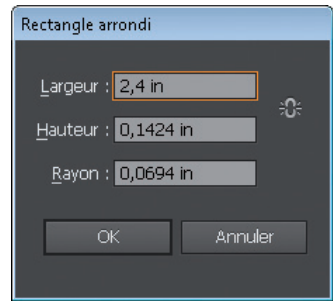 Rectangle arrondi
Largeur : 2,4 in
Hauteur : 0,1424 in
Rayon : 0,0694 in
OK Annuler